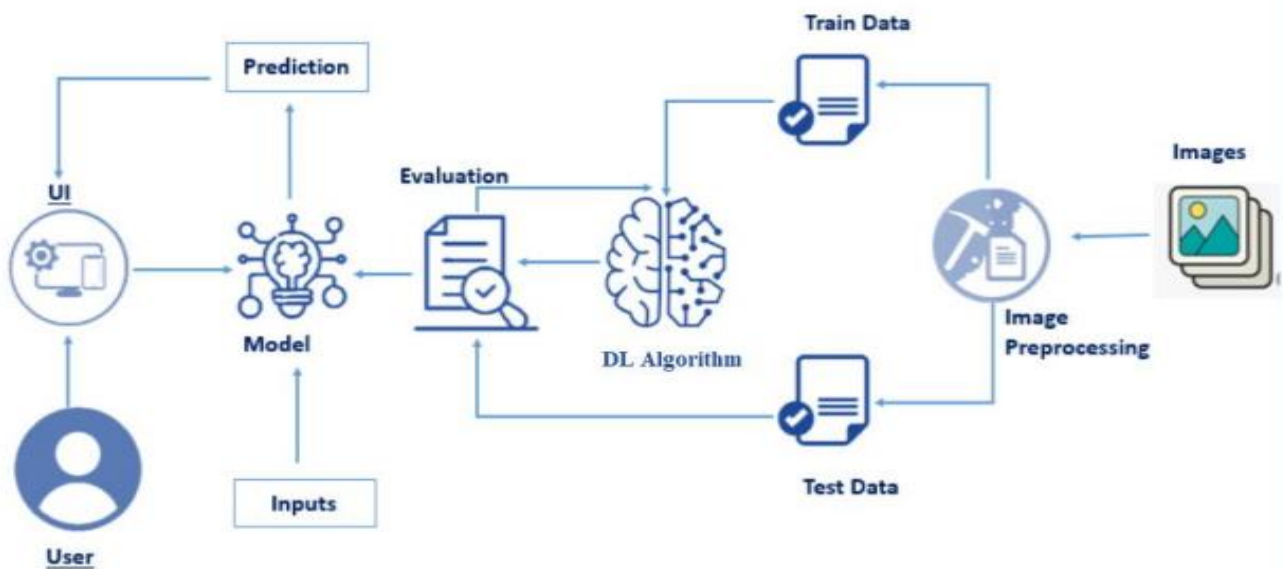 Train Data
Prediction
Images
Evaluation
UI
Image
Preprocessing
Model
DL Algorithm
Inputs
Test Data
User